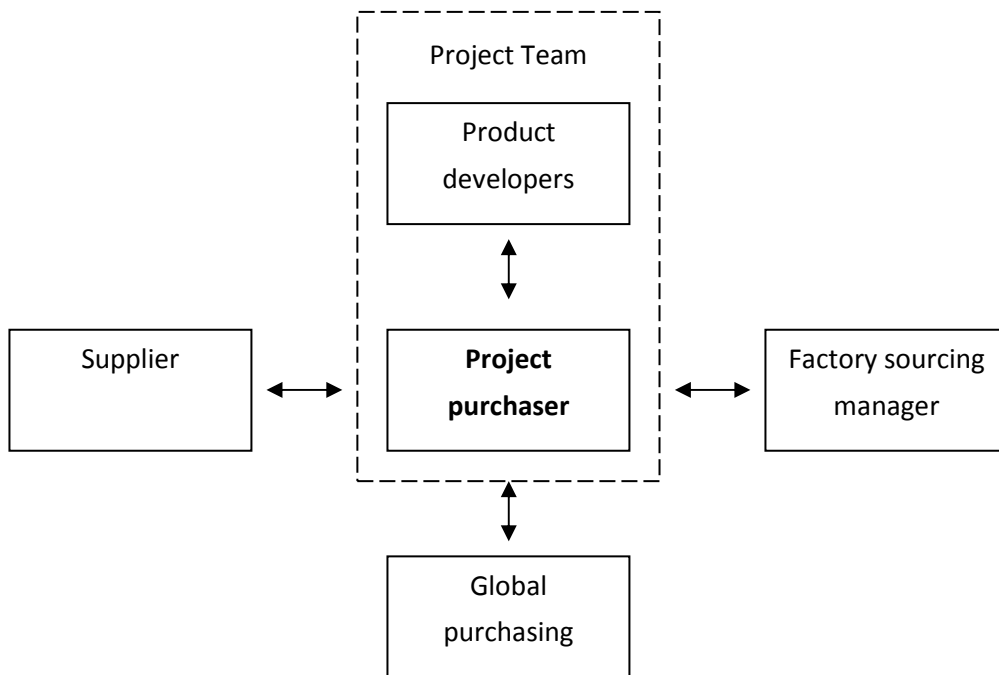 Project Team
Product
developers
Supplier
Project
purchaser
Factory sourcing
manager
Global
purchasing